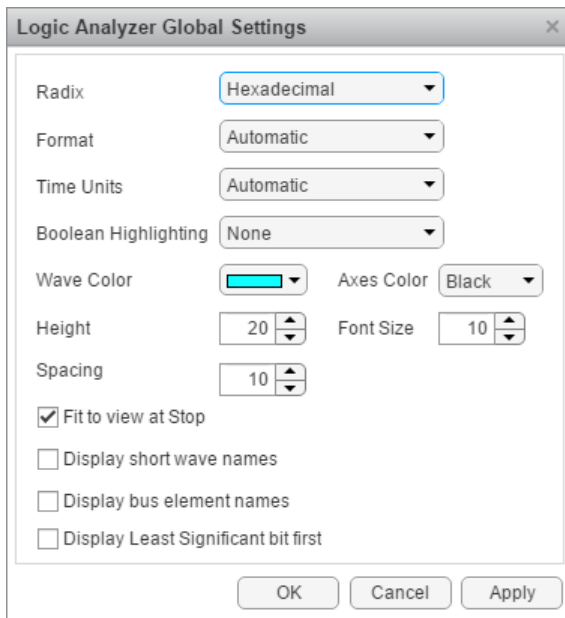 Logic Analyzer Global Settings
Radix Hexadecimal
Format Automatic
Time Units Automatic
Boolean Highlighting None
Wave Color Axes Color Black
Height 20 Font Size 10
Spacing 10
Fit to view at Stop
Display short wave names
Display bus element names
Display Least Significant bit first
OK Cancel Apply